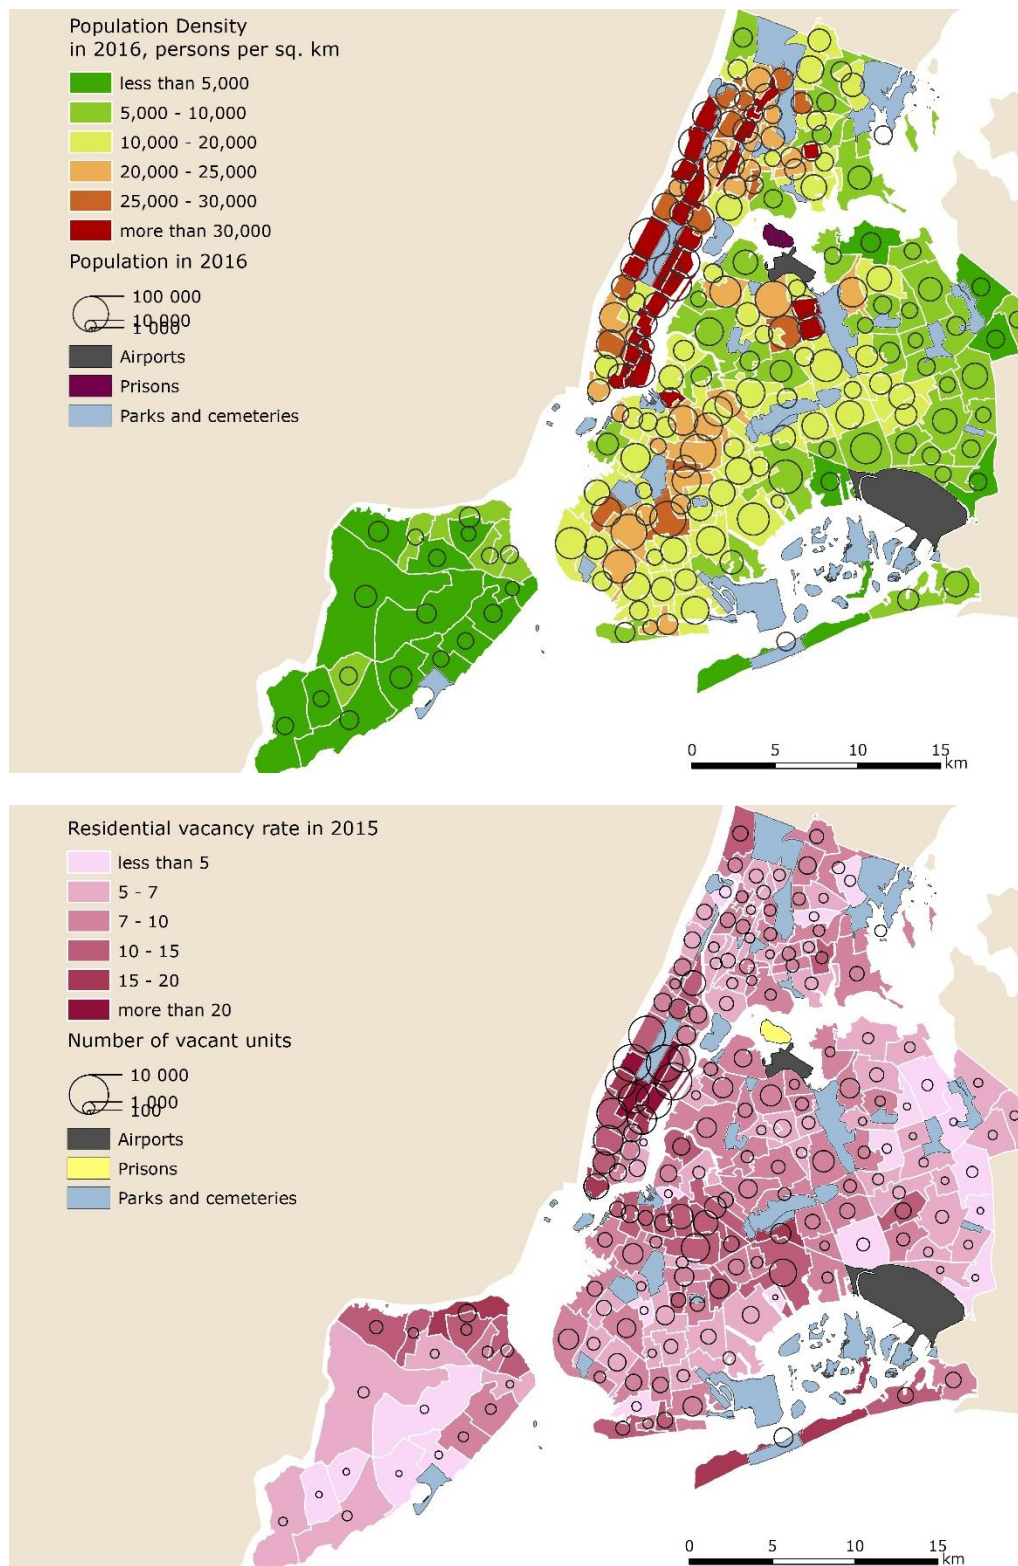 Population Density
in 2016, persons per sq. km
less than 5,000
5,000 - 10,000
10,000 - 20,000
20,000 - 25,000
25,000 - 30,000
more than 30,000
Population in 2016
100 000
10,000
1 000
Airports
Prisons
Parks and cemeteries
0 5 10 15
km
Residential vacancy rate in 2015
less than 5
5 - 7
7 - 10
10 - 15
15 - 20
more than 20
Number of vacant units
10 000
1,000
100
Airports
Prisons
Parks and cemeteries
0 5 10 15
km